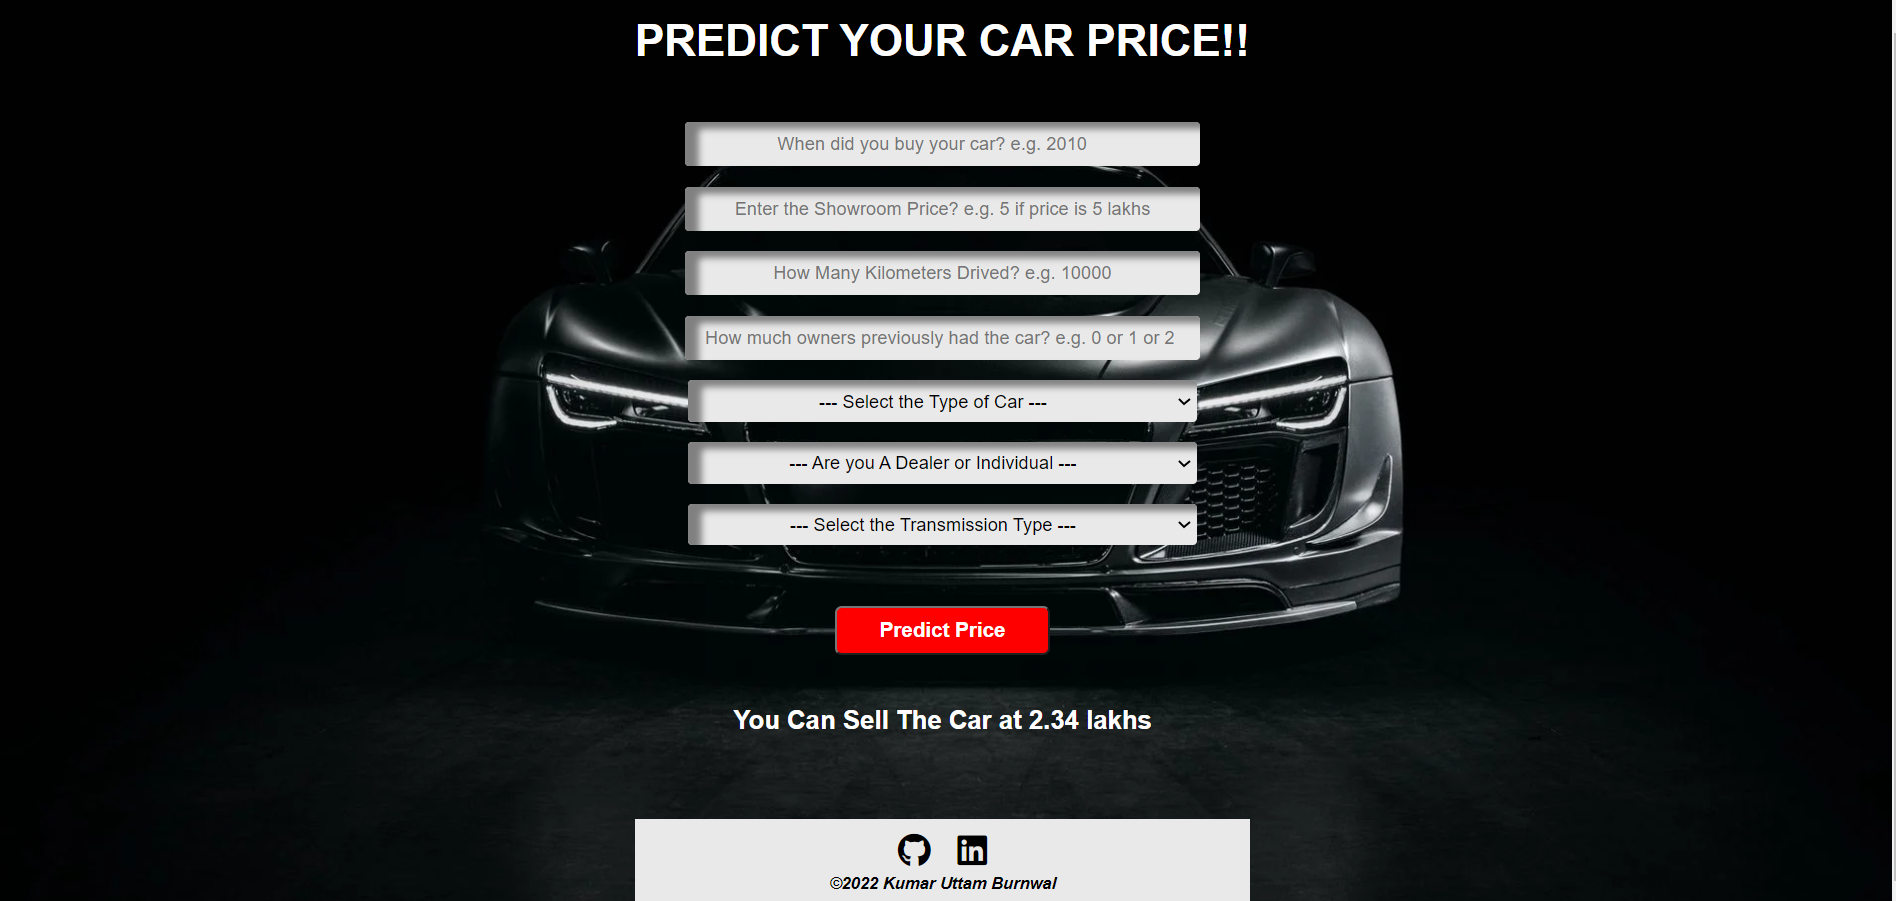 PREDICT YOUR CAR PRICE!!
When did you buy your car? e.g. 2010
Enter the Showroom Price? e.g. 5 if price is 5 lakhs
How Many Kilometers Drived? e.g. 10000
How much owners previously had the car? e.g. 0 or 1 or 2
--- Select the Type of Car ---
--- Are you A Dealer or Individual ---
--- Select the Transmission Type ---
Predict Price
You Can Sell The Car at 2.34 lakhs
in
©2022 Kumar Uttam Burnwal